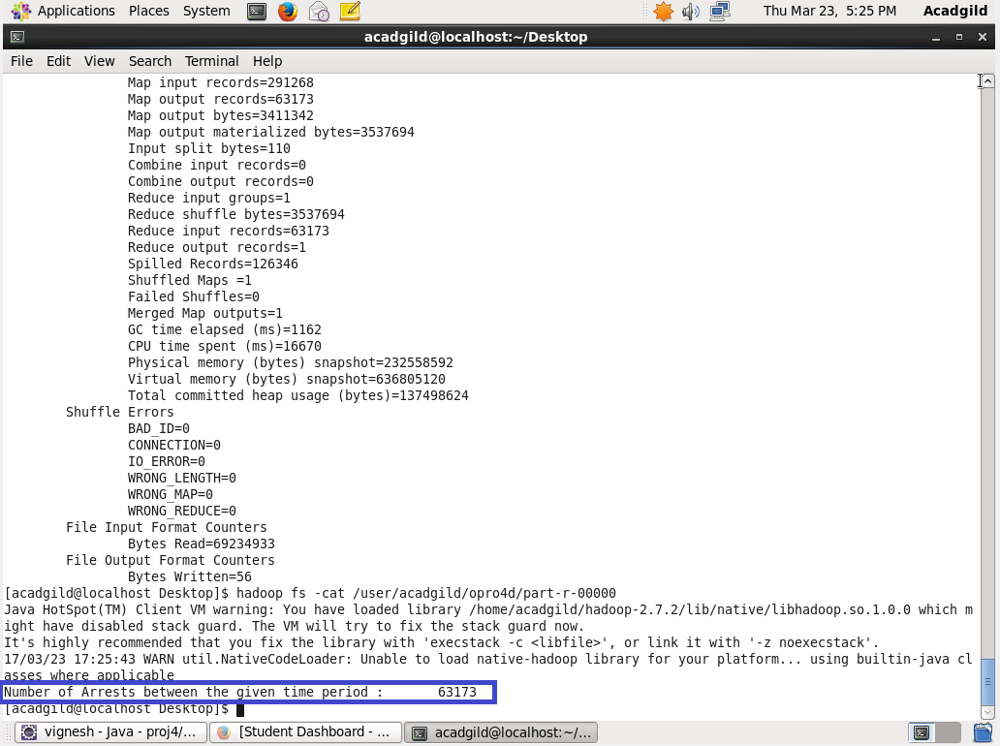 Applications Places System Thu Mar 23, 5:25 PM Acadgild
acadgild@localhost:~/Desktop
File Edit View Search Terminal Help
Map input records=291268
Map output records=63173
Map output bytes=3411342
Map output materialized bytes=3537694
Input split bytes=110
Combine input records=0
Combine output records=0
Reduce input groups=1
Reduce shuffle bytes=3537694
Reduce input records=63173
Reduce output records=1
Spilled Records=126346
Shuffled Maps =1
Failed Shuffles=0
Merged Map outputs=1
GC time elapsed (ms)=1162
CPU time spent (ms)=16670
Physical memory (bytes) snapshot=232558592
Virtual memory (bytes) snapshot=636805120
Total committed heap usage (bytes)=137498624
Shuffle Errors
BAD_ID=0
CONNECTION=0
IO_ERROR=0
WRONG_LENGTH=0
WRONG_MAP=0
WRONG_REDUCE=0
File Input Format Counters
Bytes Read=69234933
File Output Format Counters
Bytes Written=56
[acadgild@localhost Desktop]$ hadoop fs -cat /user/acadgild/opro4d/part-r-00000
Java HotSpot(TM) Client VM warning: You have loaded library /home/acadgild/hadoop-2.7.2/lib/native/libhadoop.so.1.0.0 which m
ight have disabled stack guard. The VM will try to fix the stack guard now.
It's highly recommended that you fix the library with 'execstack -c <libfile>', or link it with '-z noexecstack'.
17/03/23 17:25:43 WARN util.NativeCodeLoader: Unable to load native-hadoop library for your platform... using builtin-java cl
asses where applicable
Number of Arrests between the given time period : 63173
[acadgild@localhost Desktop]$
vignesh - Java - proj4/... [Student Dashboard - ... acadgild@localhost:~/...